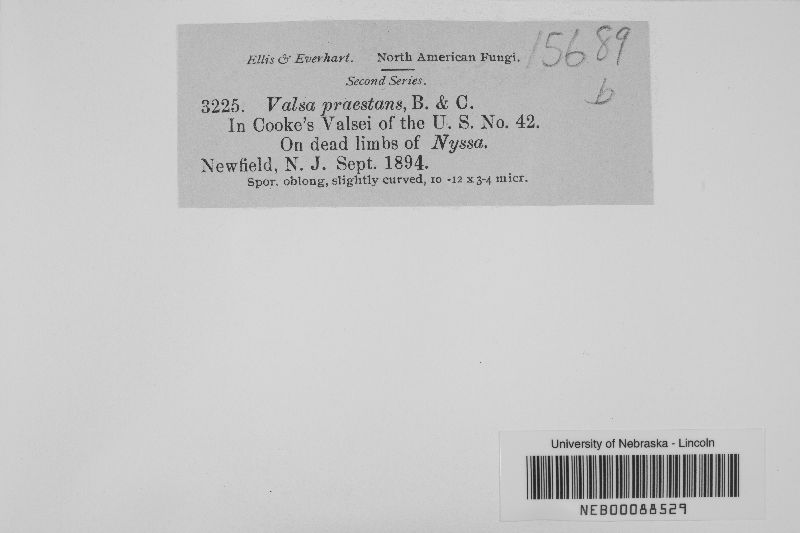 Ellis & Everhart. North American Fungi. 15689
Second Series. b
3225. Valsa praestans, B. & C.
In Cooke's Valsei of the U. S. No. 42.
On dead limbs of Nyssa.
Newfield, N. J. Sept. 1894.
Spor. oblong, slightly curved, 10 -12 x 3-4 micr.
University of Nebraska - Lincoln
NEB00088529